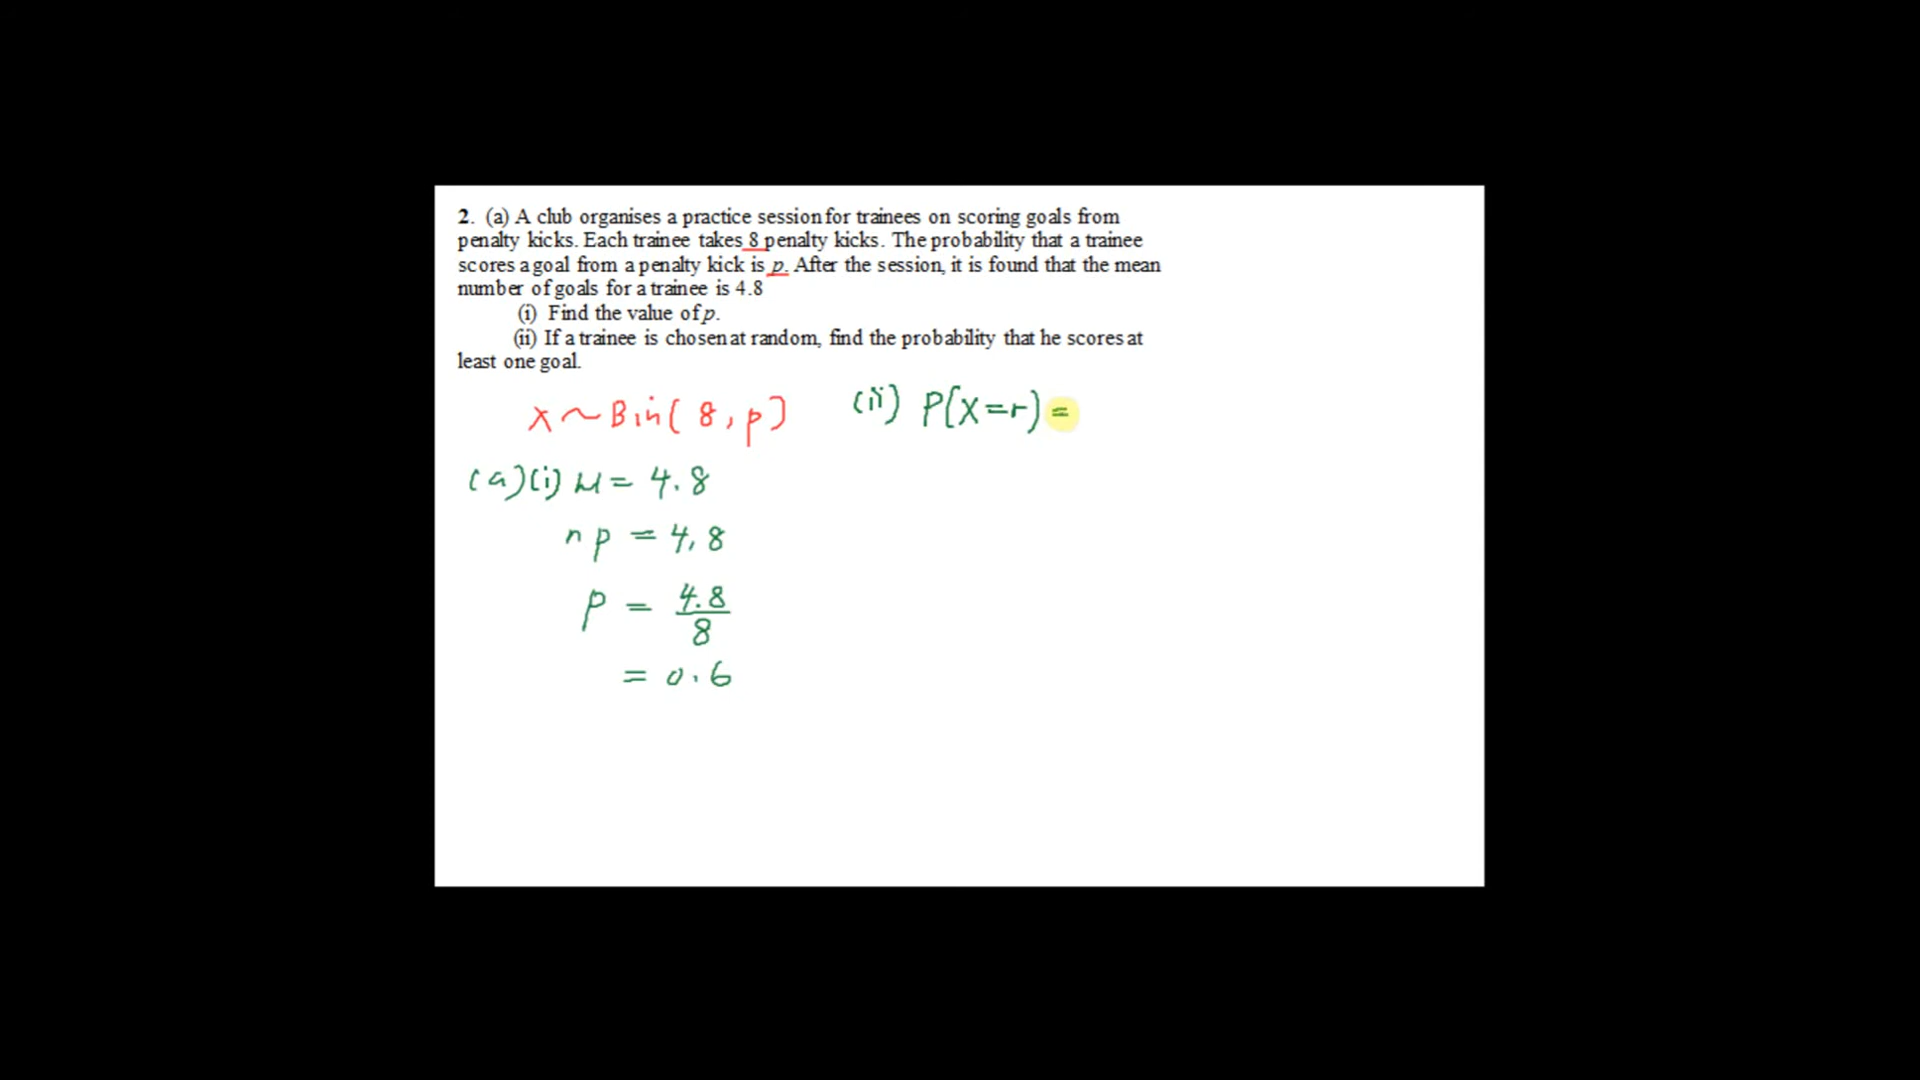 2. (a) A club organises a practice session for trainees on scoring goals from
penalty kicks. Each trainee takes 8 penalty kicks. The probability that a trainee
scores a goal from a penalty kick is p. After the session, it is found that the mean
number of goals for a trainee is 4.8
(i) Find the value of p.
(ii) If a trainee is chosen at random, find the probability that he scores at
least one goal.
X ~ Bin( 8 , p )
(a)(i) μ = 4.8
np = 4.8
p = 4.8/8
= 0.6
(ii) P(X=r) =